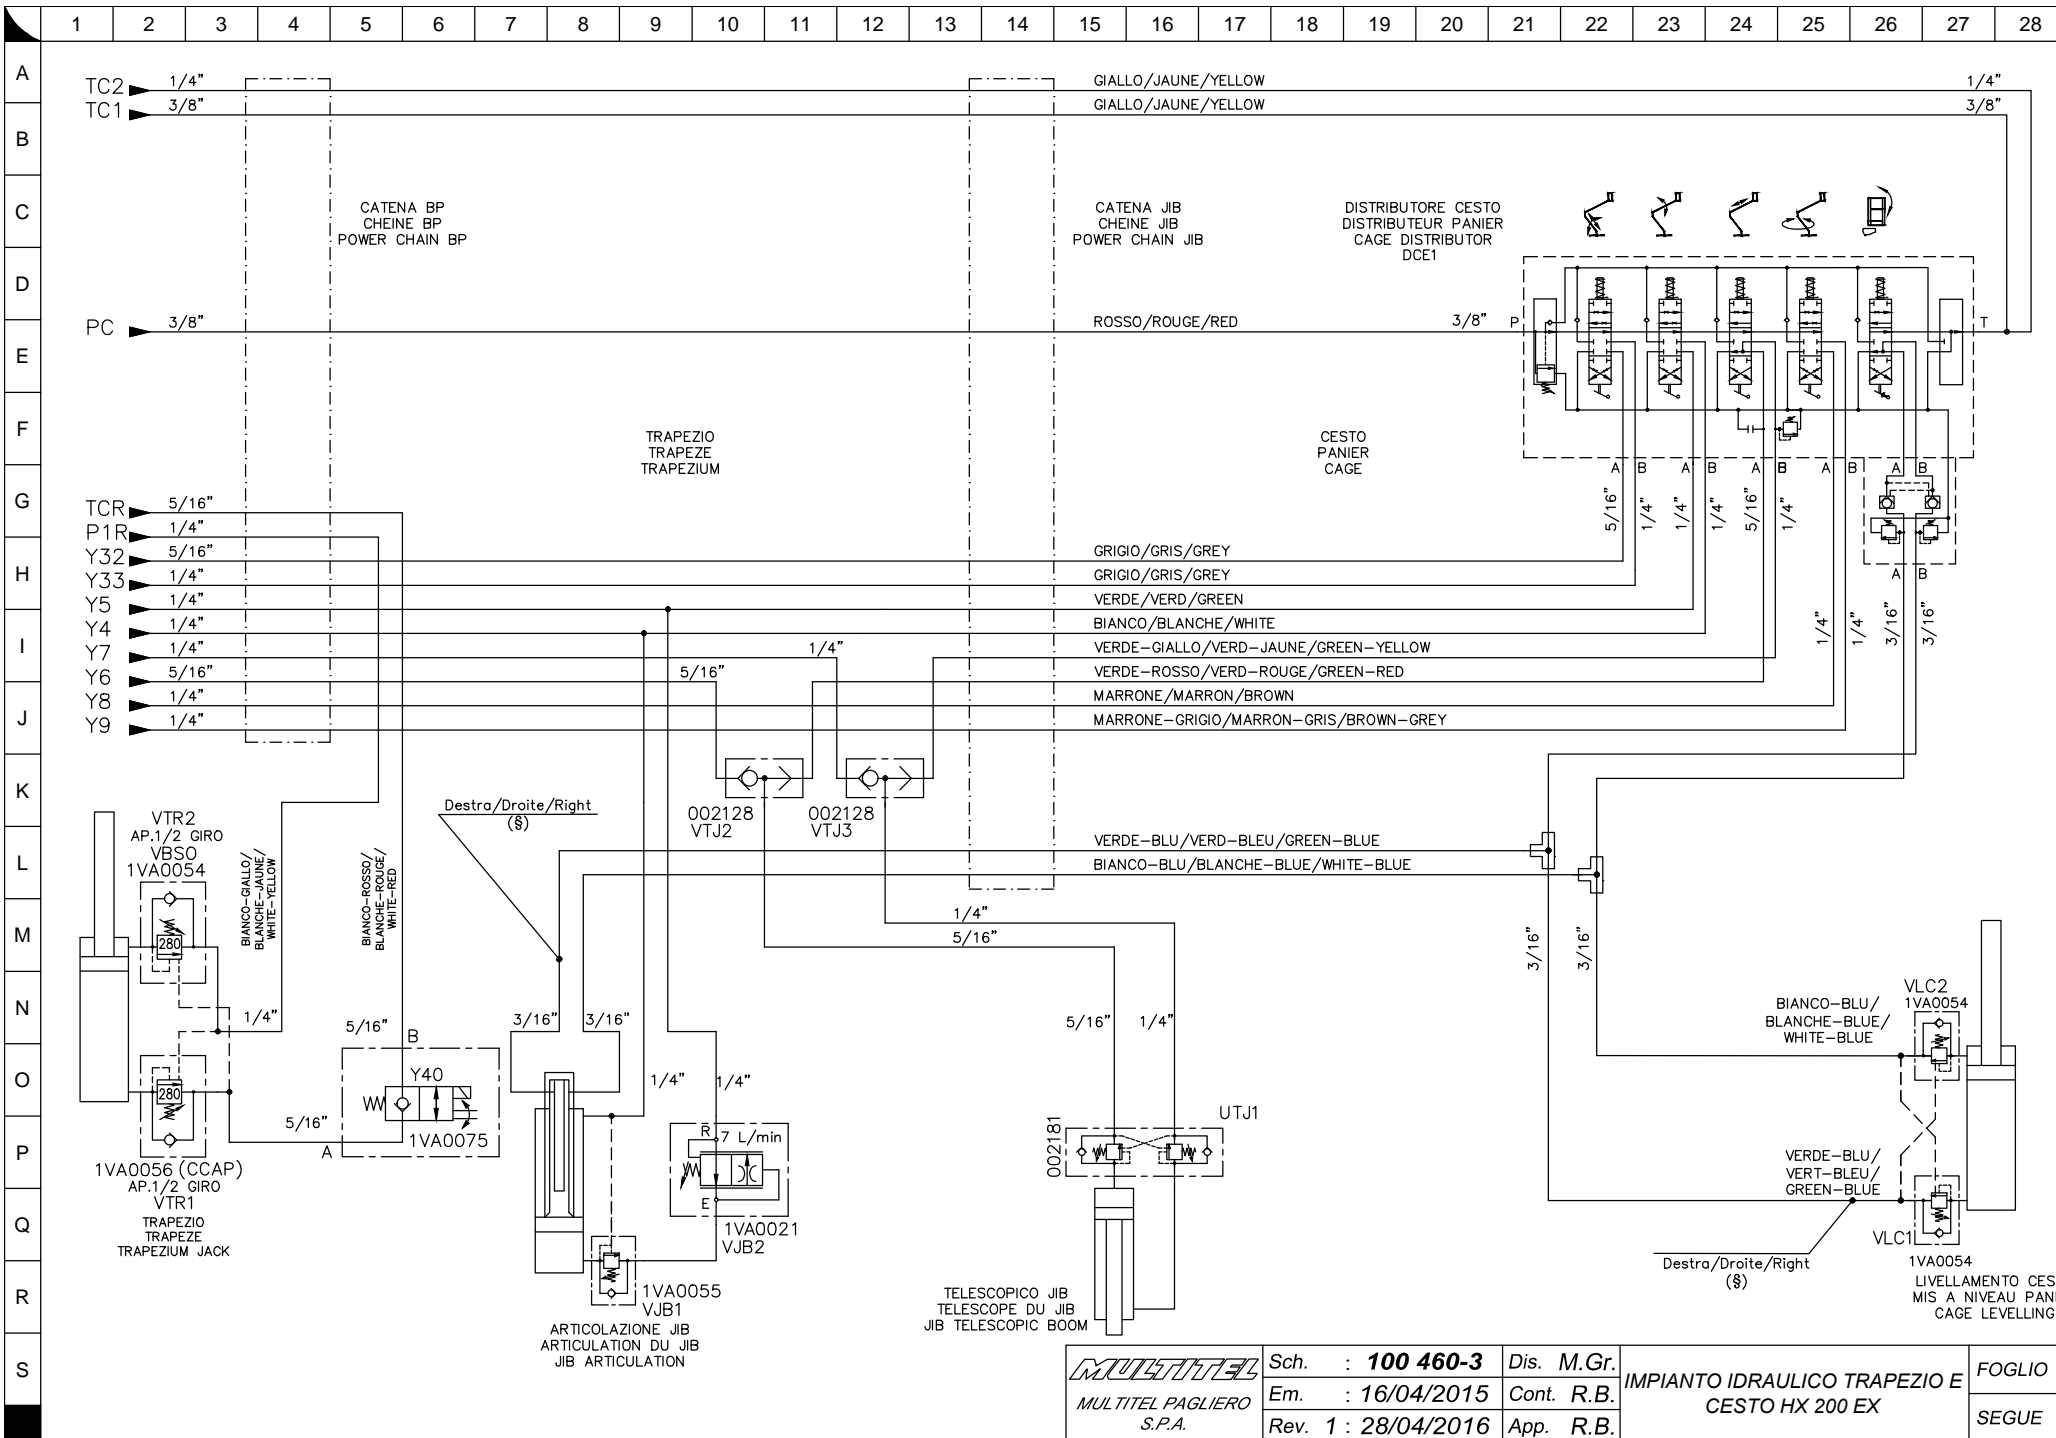 1 2 3 4 5 6 7 8 9 10 11 12 13 14 15 16 17 18 19 20 21 22 23 24 25 26 27 28
A
B
C
D
E
F
G
H
I
J
K
L
M
N
O
P
Q
R
S
TC2 1/4" GIALLO/JAUNE/YELLOW 1/4"
TC1 3/8" GIALLO/JAUNE/YELLOW 3/8"
CATENA BP
CHEINE BP
POWER CHAIN BP
CATENA JIB
CHEINE JIB
POWER CHAIN JIB
DISTRIBUTORE CESTO
DISTRIBUTEUR PANIER
CAGE DISTRIBUTOR
DCE1
PC 3/8" ROSSO/ROUGE/RED 3/8" P T
TRAPEZIO
TRAPEZE
TRAPEZIUM
CESTO
PANIER
CAGE
A B A B A B A B A B
5/16" 1/4" 1/4" 1/4" 5/16" 1/4"
A B
1/4" 1/4" 3/16" 3/16"
TCR 5/16"
P1R 1/4"
Y32 5/16" GRIGIO/GRIS/GREY
Y33 1/4" GRIGIO/GRIS/GREY
Y5 1/4" VERDE/VERD/GREEN
Y4 1/4" BIANCO/BLANCHE/WHITE
Y7 1/4" 1/4" VERDE-GIALLO/VERD-JAUNE/GREEN-YELLOW
Y6 5/16" 5/16" VERDE-ROSSO/VERD-ROUGE/GREEN-RED
Y8 1/4" MARRONE/MARRON/BROWN
Y9 1/4" MARRONE-GRIGIO/MARRON-GRIS/BROWN-GREY
002128
VTJ2
002128
VTJ3
Destra/Droite/Right
(§)
VERDE-BLU/VERD-BLEU/GREEN-BLUE
BIANCO-BLU/BLANCHE-BLUE/WHITE-BLUE
VTR2
AP.1/2 GIRO
VBSO
1VA0054
280
BIANCO-GIALLO/
BLANCHE-JAUNE/
WHITE-YELLOW
BIANCO-ROSSO/
BLANCHE-ROUGE/
WHITE-RED
1/4"
280
5/16"
1VA0056 (CCAP)
AP.1/2 GIRO
VTR1
TRAPEZIO
TRAPEZE
TRAPEZIUM JACK
5/16" B
Y40
1VA0075
A
3/16" 3/16"
1/4" 1/4"
R 7 L/min
E
1VA0021
VJB2
1VA0055
VJB1
ARTICOLAZIONE JIB
ARTICULATION DU JIB
JIB ARTICULATION
1/4"
5/16"
5/16" 1/4"
002181
UTJ1
TELESCOPICO JIB
TELESCOPE DU JIB
JIB TELESCOPIC BOOM
3/16" 3/16"
VLC2
1VA0054
BIANCO-BLU/
BLANCHE-BLUE/
WHITE-BLUE
VERDE-BLU/
VERT-BLEU/
GREEN-BLUE
VLC1
1VA0054
Destra/Droite/Right
(§)
LIVELLAMENTO CES
MIS A NIVEAU PAN
CAGE LEVELLING
MULTITEL
MULTITEL PAGLIERO
S.P.A.
Sch. : 100 460-3 Dis. M.Gr.
Em. : 16/04/2015 Cont. R.B.
Rev. 1 : 28/04/2016 App. R.B.
IMPIANTO IDRAULICO TRAPEZIO E
CESTO HX 200 EX
FOGLIO
SEGUE